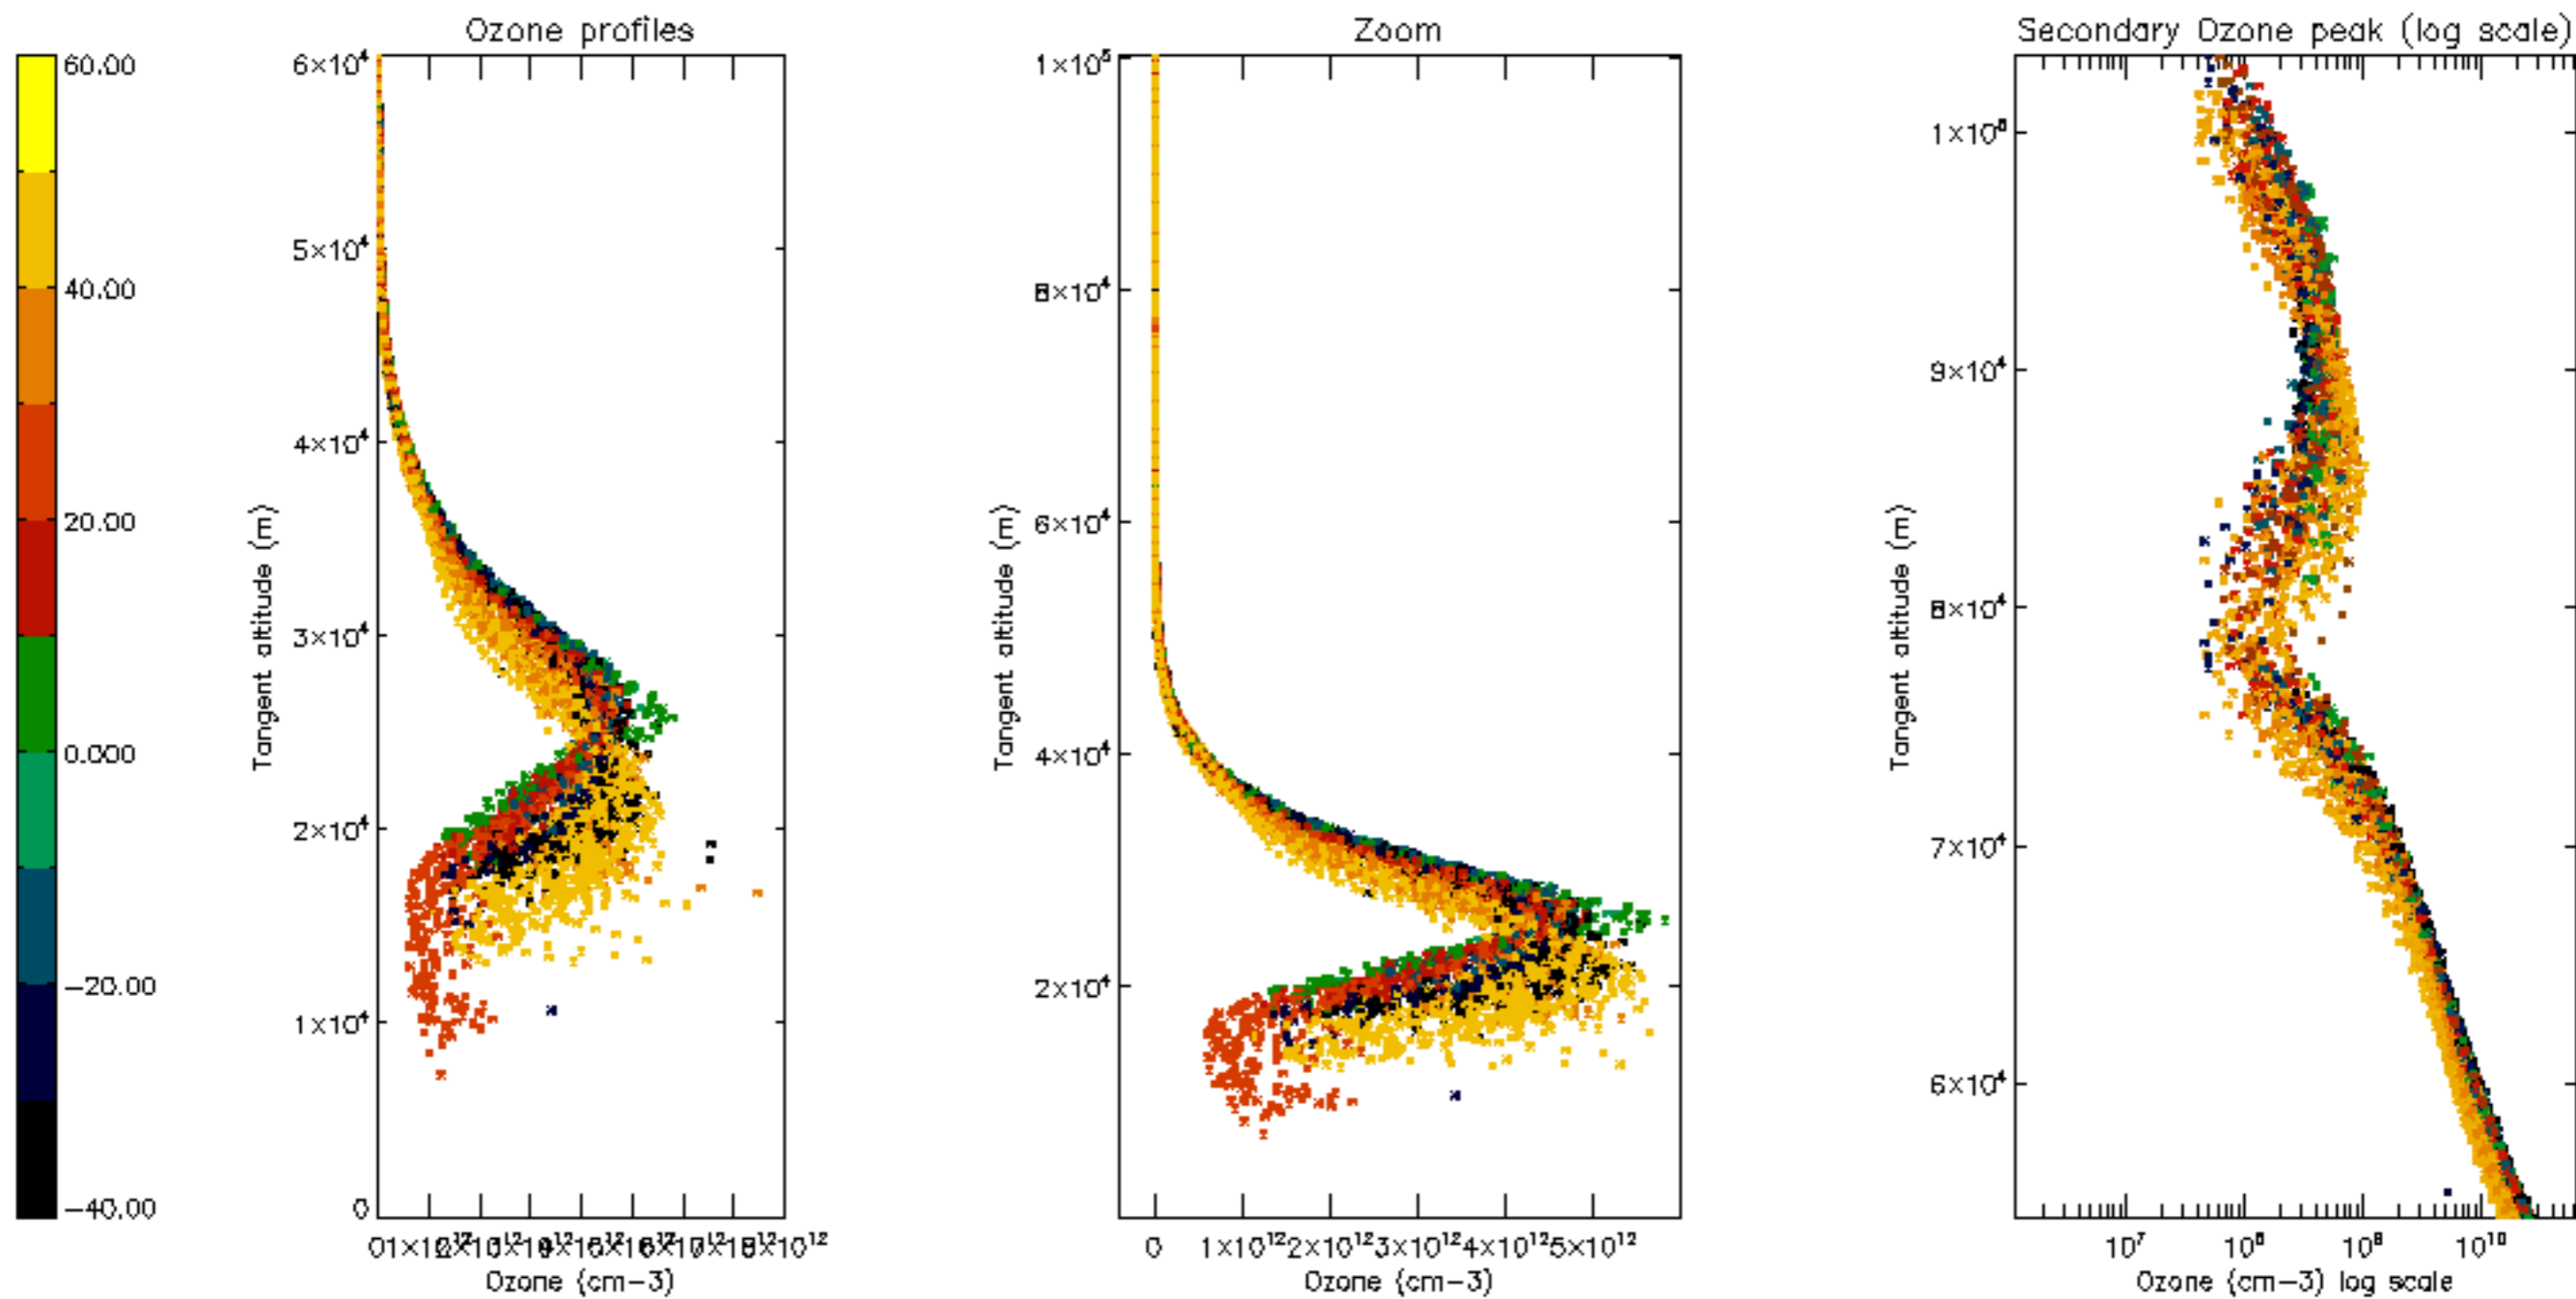 Ozone profiles
Zoom
Secondary Ozone peak (log scale)
60.00
40.00
20.00
0.000
-20.00
-40.00
6×10⁴
5×10⁴
4×10⁴
3×10⁴
2×10⁴
1×10⁴
0
Tangent altitude (m)
Ozone (cm-3)
1×10⁵
8×10⁴
6×10⁴
4×10⁴
2×10⁴
Tangent altitude (m)
0 1×10¹² 2×10¹² 3×10¹² 4×10¹² 5×10¹²
Ozone (cm-3)
9×10⁴
8×10⁴
7×10⁴
6×10⁴
Tangent altitude (m)
10⁷ 10⁸ 10⁹ 10¹⁰
Ozone (cm-3) log scale